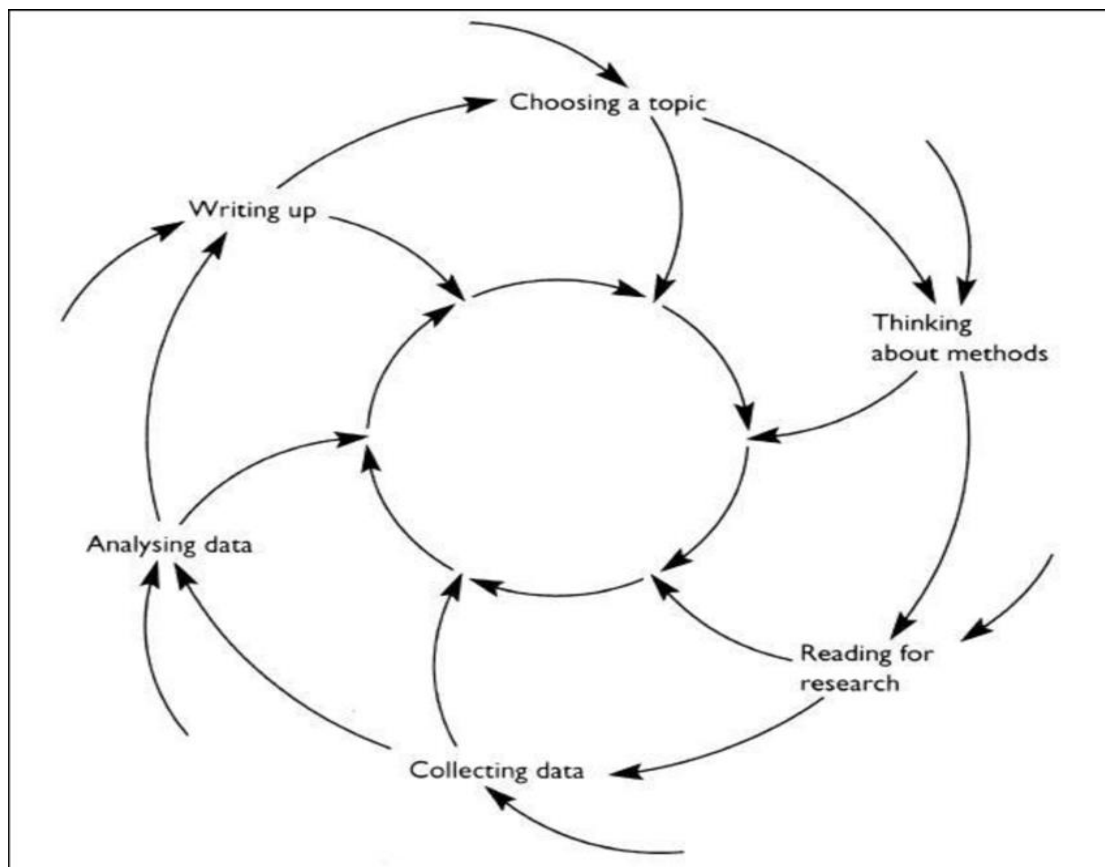 Choosing a topic
Writing up
Thinking
about methods
Analysing data
Reading for
research
Collecting data